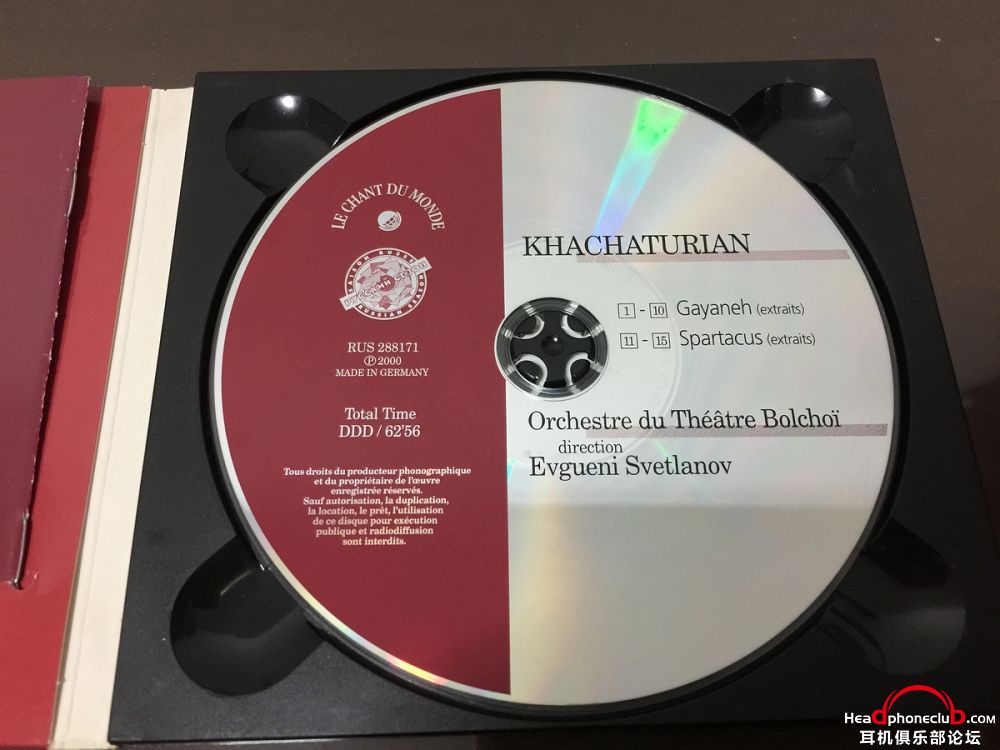 LE CHANT DU MONDE
SAISON RUSSE
RUSSIAN SEASON
RUS 288171
Ⓟ2000
MADE IN GERMANY
Total Time
DDD / 62'56
Tous droits du producteur phonographique
et du propriétaire de l'œuvre
enregistrée réservés.
Sauf autorisation, la duplication,
la location, le prêt, l'utilisation
de ce disque pour exécution
publique et radiodiffusion
sont interdits.
KHACHATURIAN
1 - 10 Gayaneh (extraits)
11 - 15 Spartacus (extraits)
Orchestre du Théâtre Bolchoï
direction
Evgueni Svetlanov
Headphoneclub.com
耳机俱乐部论坛